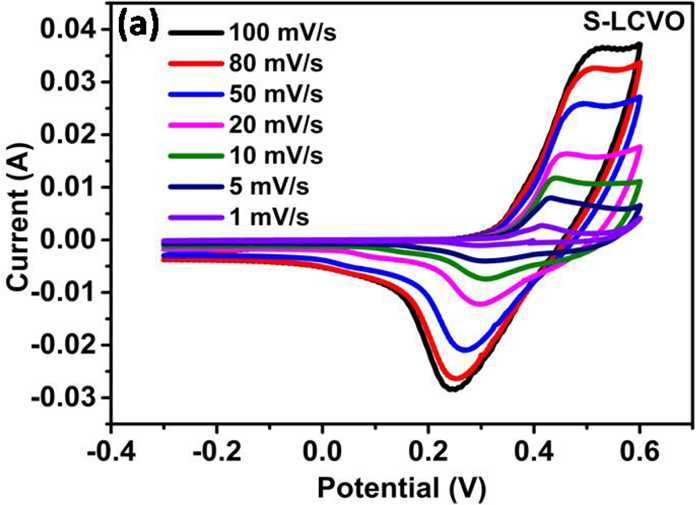 (a)
S-LCVO
100 mV/s
80 mV/s
50 mV/s
20 mV/s
10 mV/s
5 mV/s
1 mV/s
0.04
0.03
0.02
0.01
0.00
-0.01
-0.02
-0.03
Current (A)
-0.4
-0.2
0.0
0.2
0.4
0.6
Potential (V)